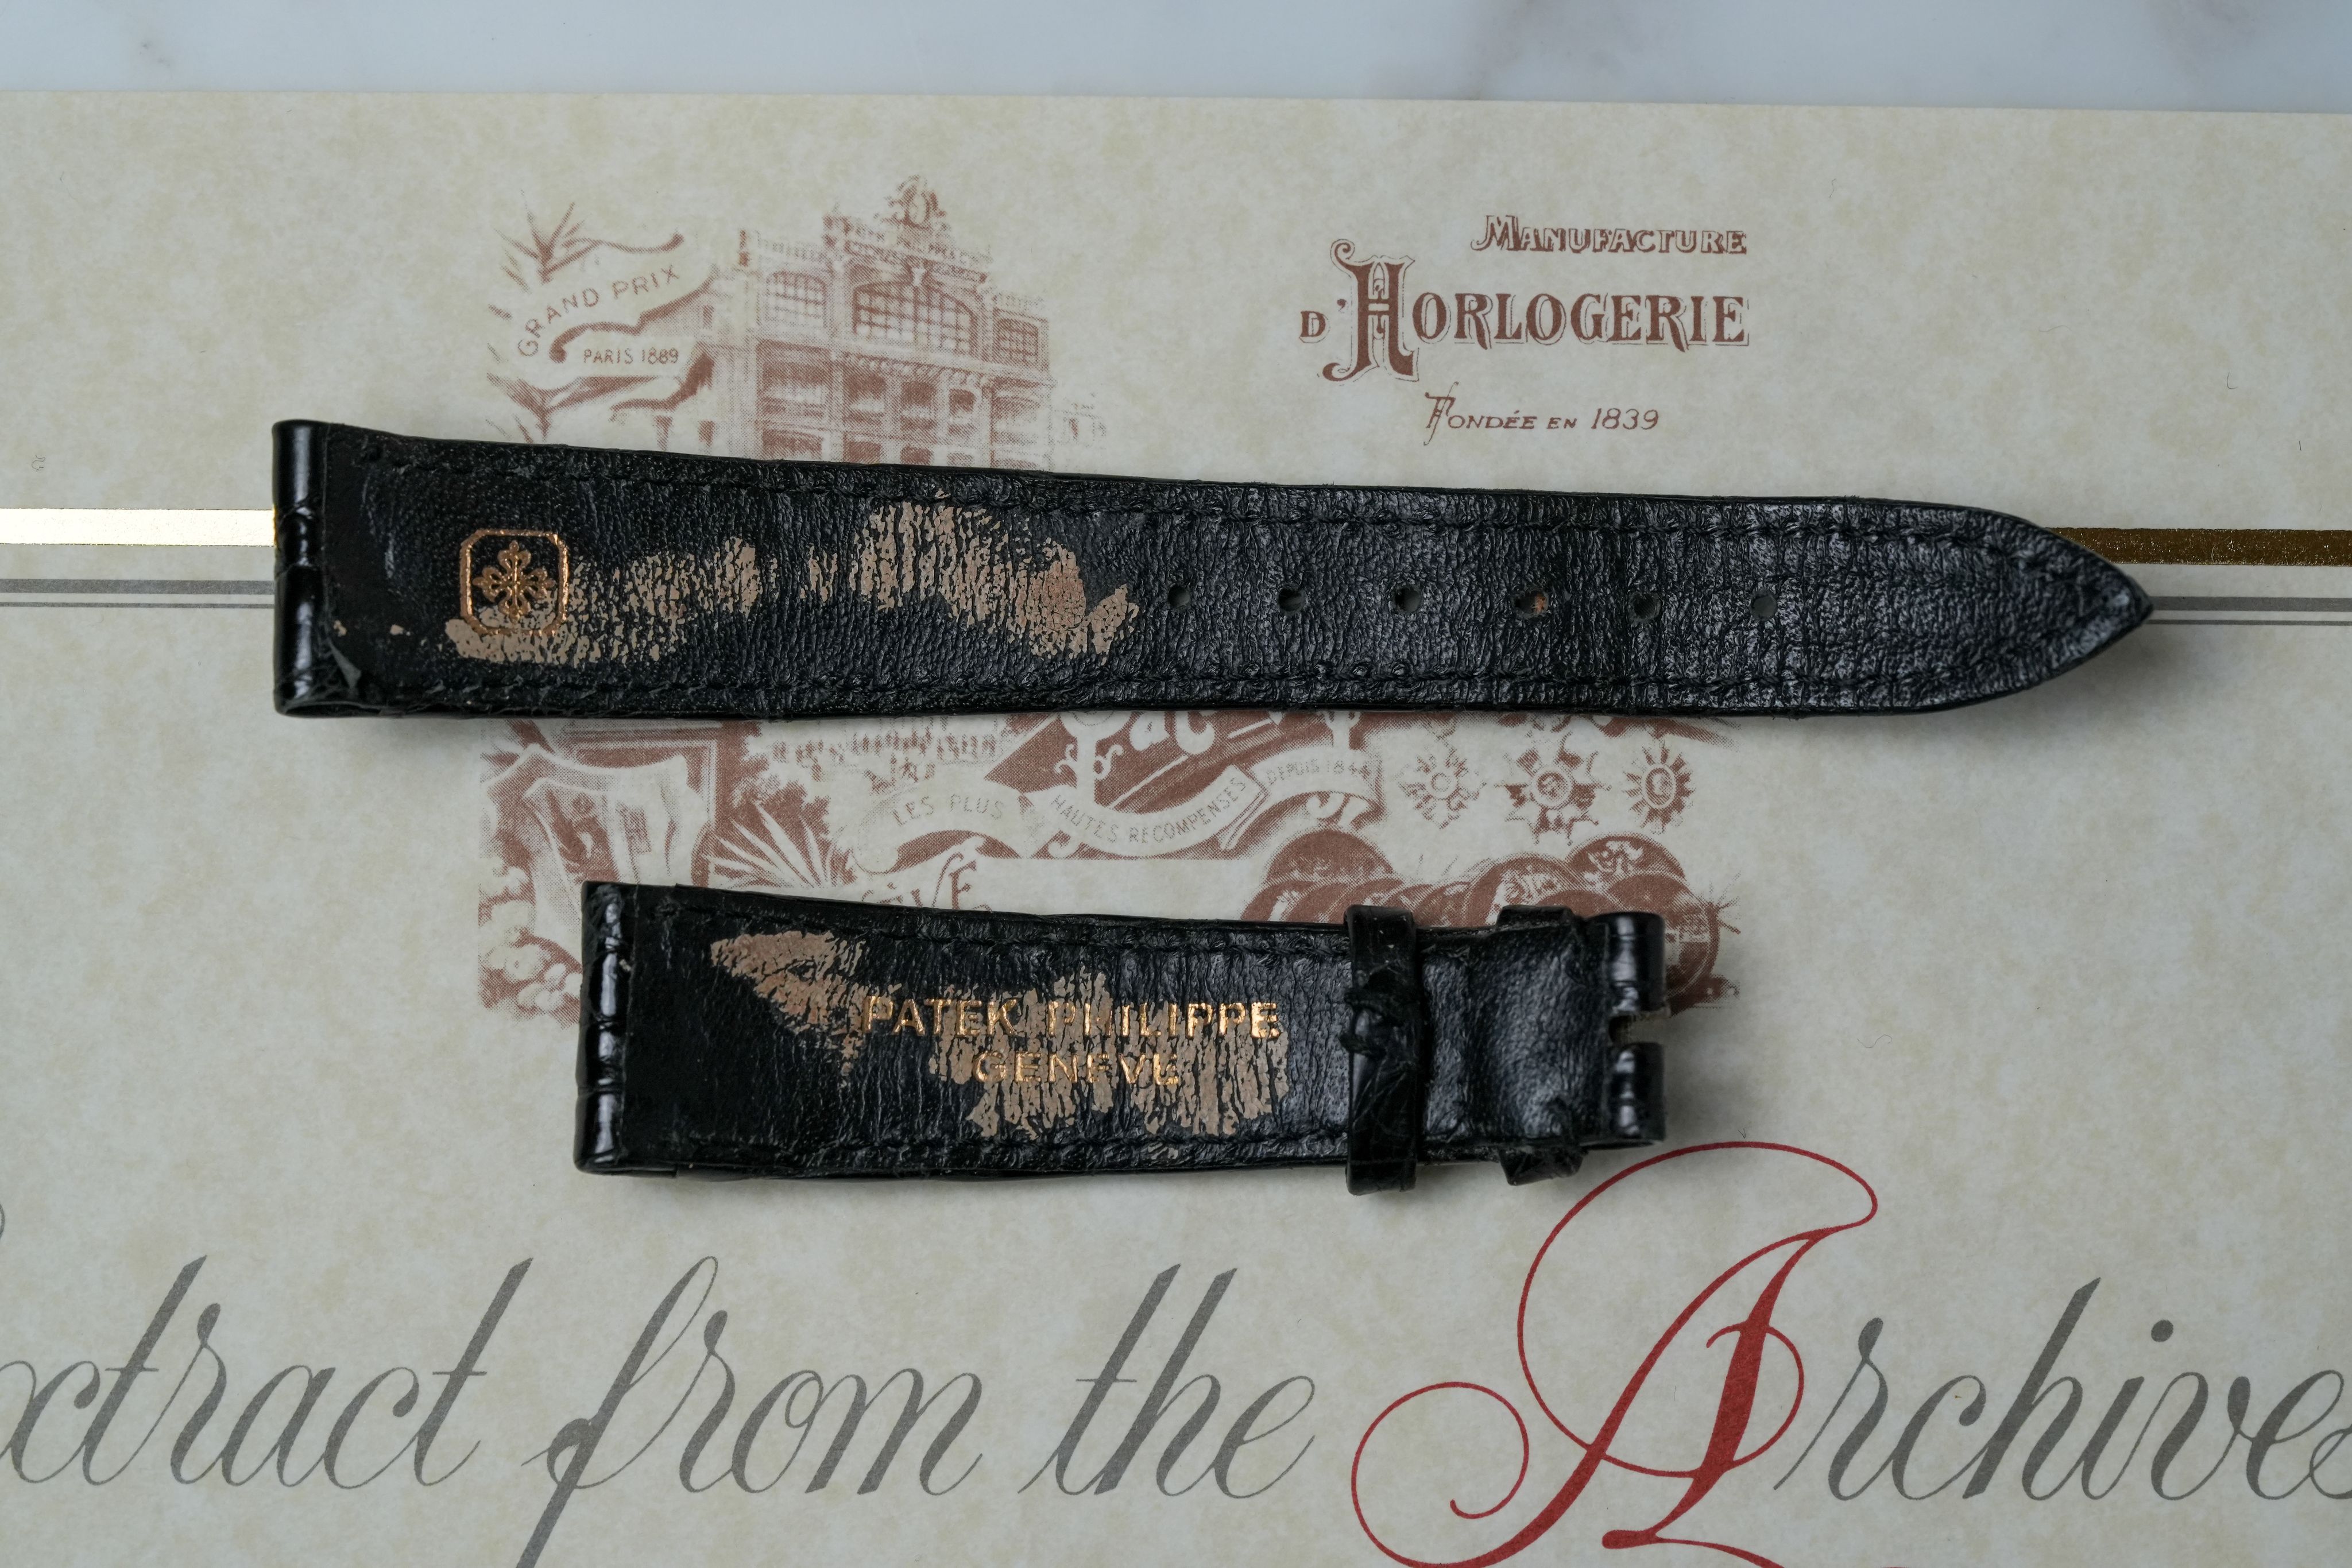 GRAND PRIX
PARIS 1889
MANUFACTURE
D'HORLOGERIE
FONDÉE EN 1839
LES PLUS HAUTES RECOMPENSES DEPUIS 1844
PATEK PHILIPPE
GENEVE
xtract from the Archives